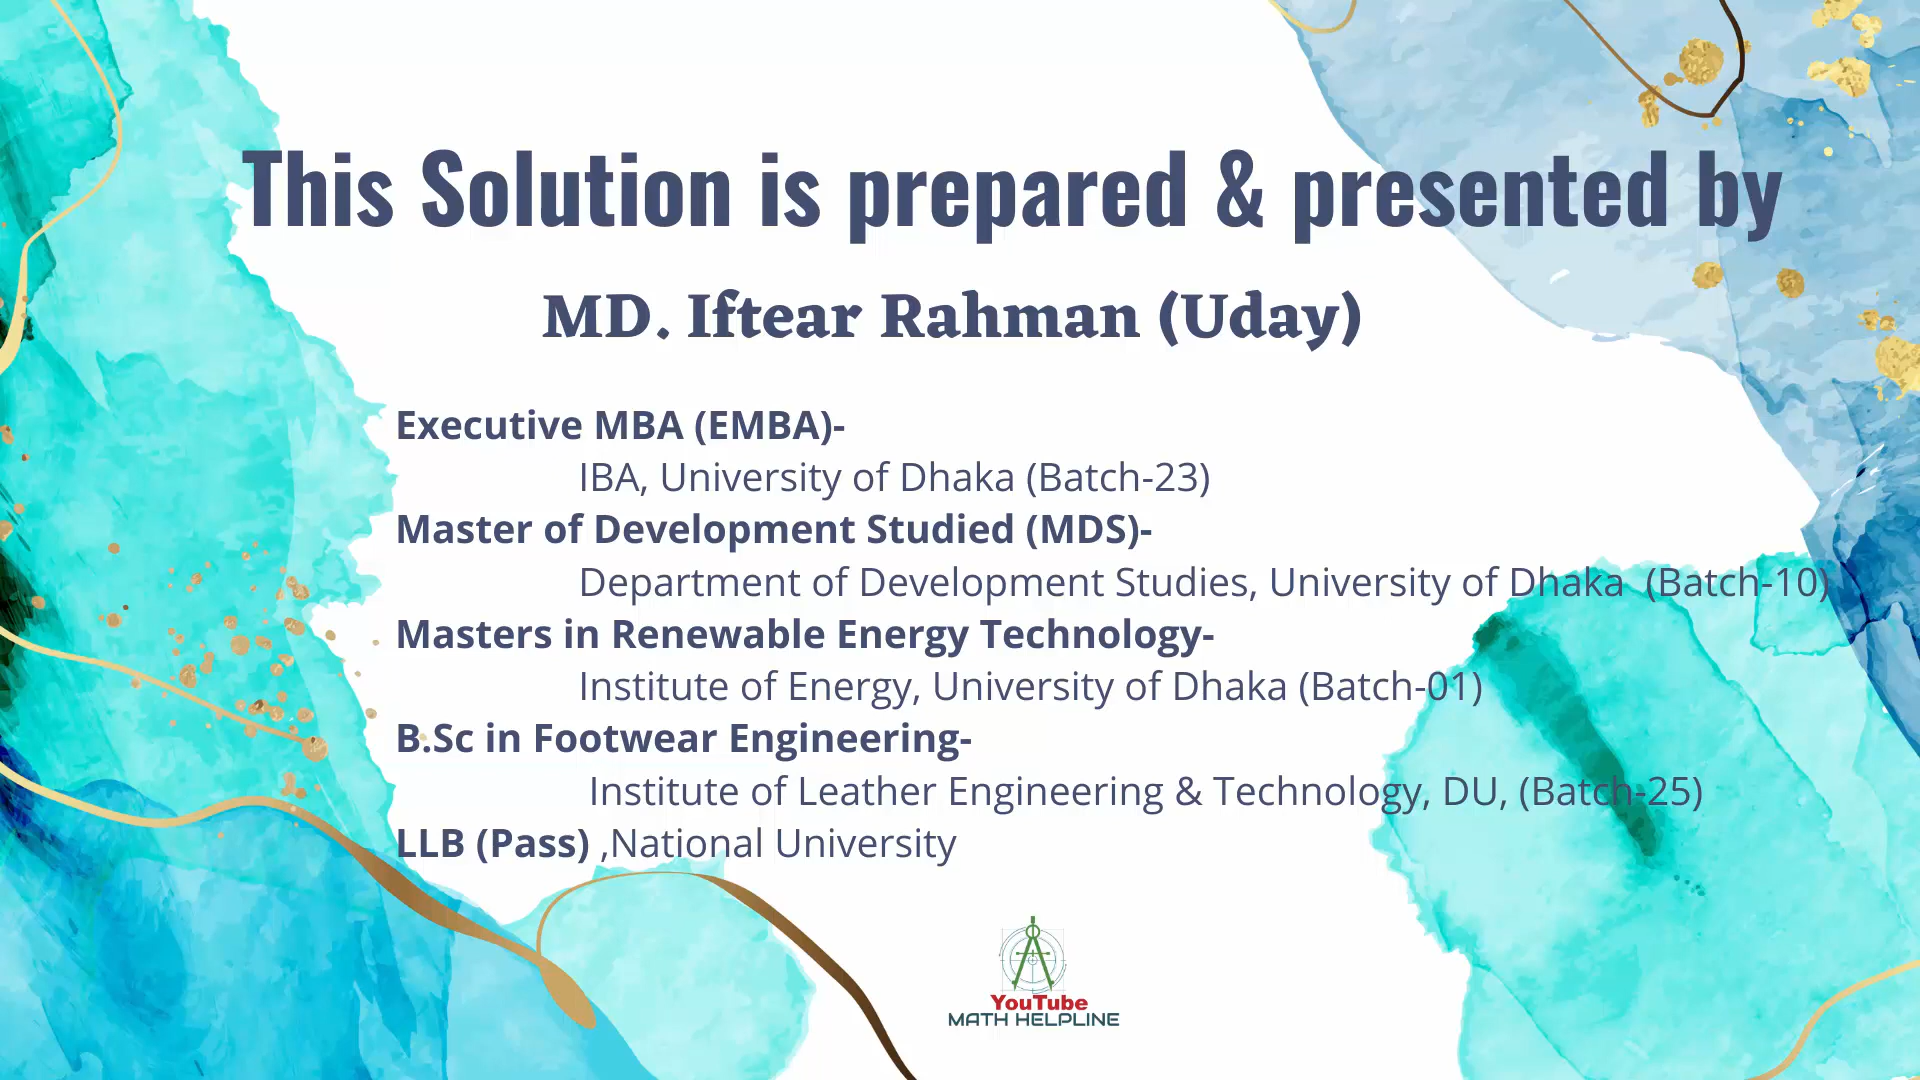 This Solution is prepared & presented by
MD. Iftear Rahman (Uday)
Executive MBA (EMBA)-
IBA, University of Dhaka (Batch-23)
Master of Development Studied (MDS)-
Department of Development Studies, University of Dhaka (Batch-10)
Masters in Renewable Energy Technology-
Institute of Energy, University of Dhaka (Batch-01)
B.Sc in Footwear Engineering-
Institute of Leather Engineering & Technology, DU, (Batch-25)
LLB (Pass) ,National University
YouTube
MATH HELPLINE